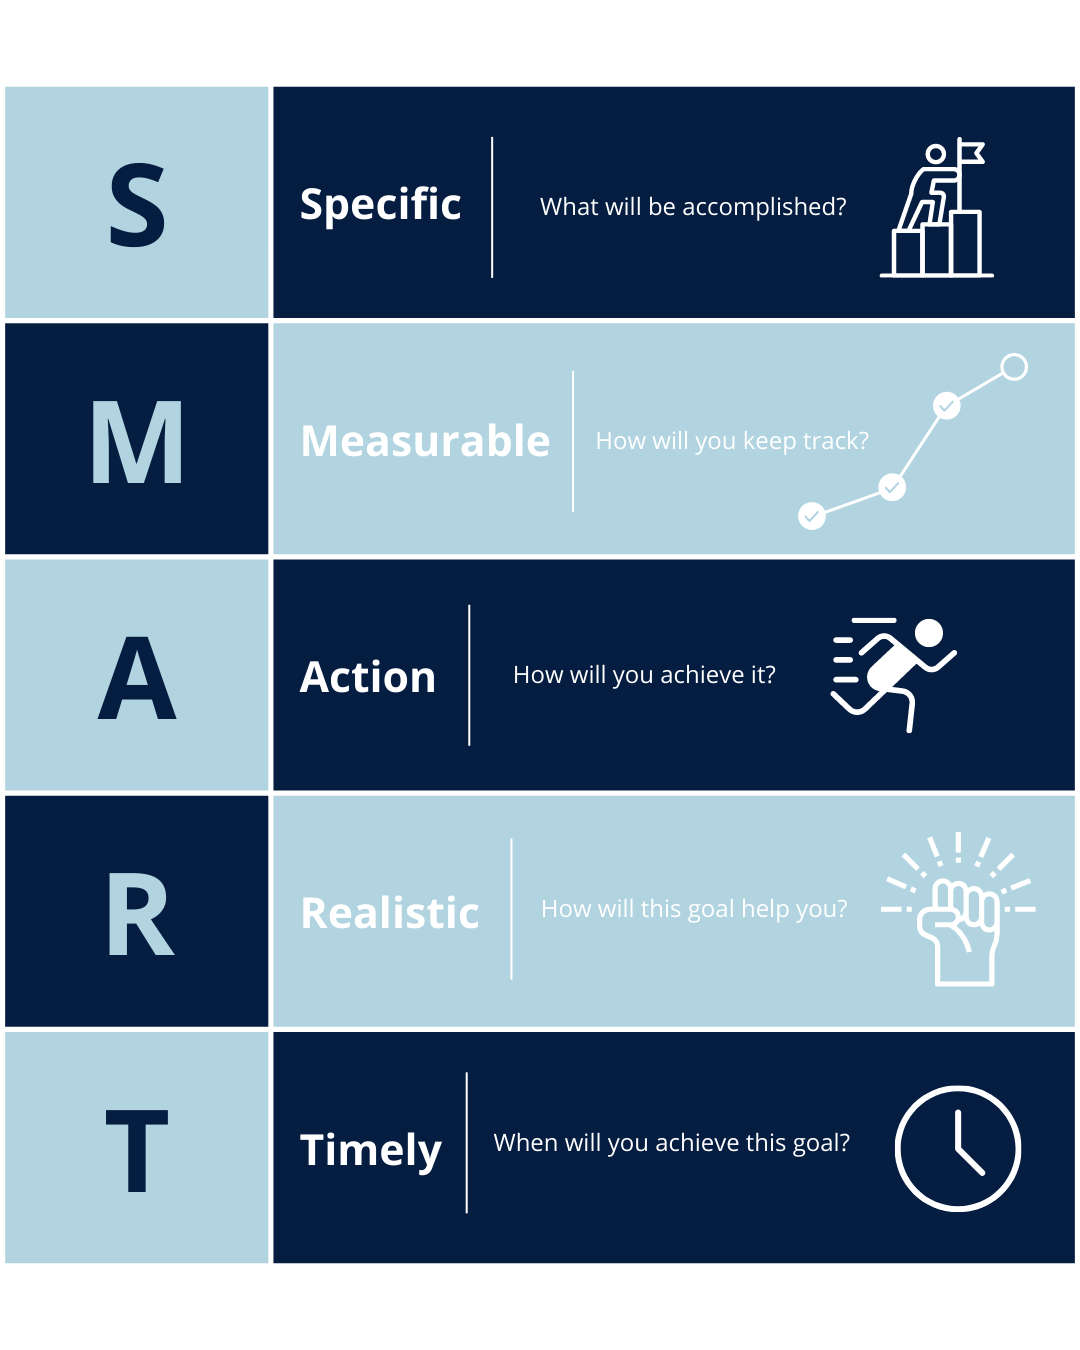 S
Specific
What will be accomplished?
M
Measurable
How will you keep track?
A
Action
How will you achieve it?
R
Realistic
How will this goal help you?
T
Timely
When will you achieve this goal?